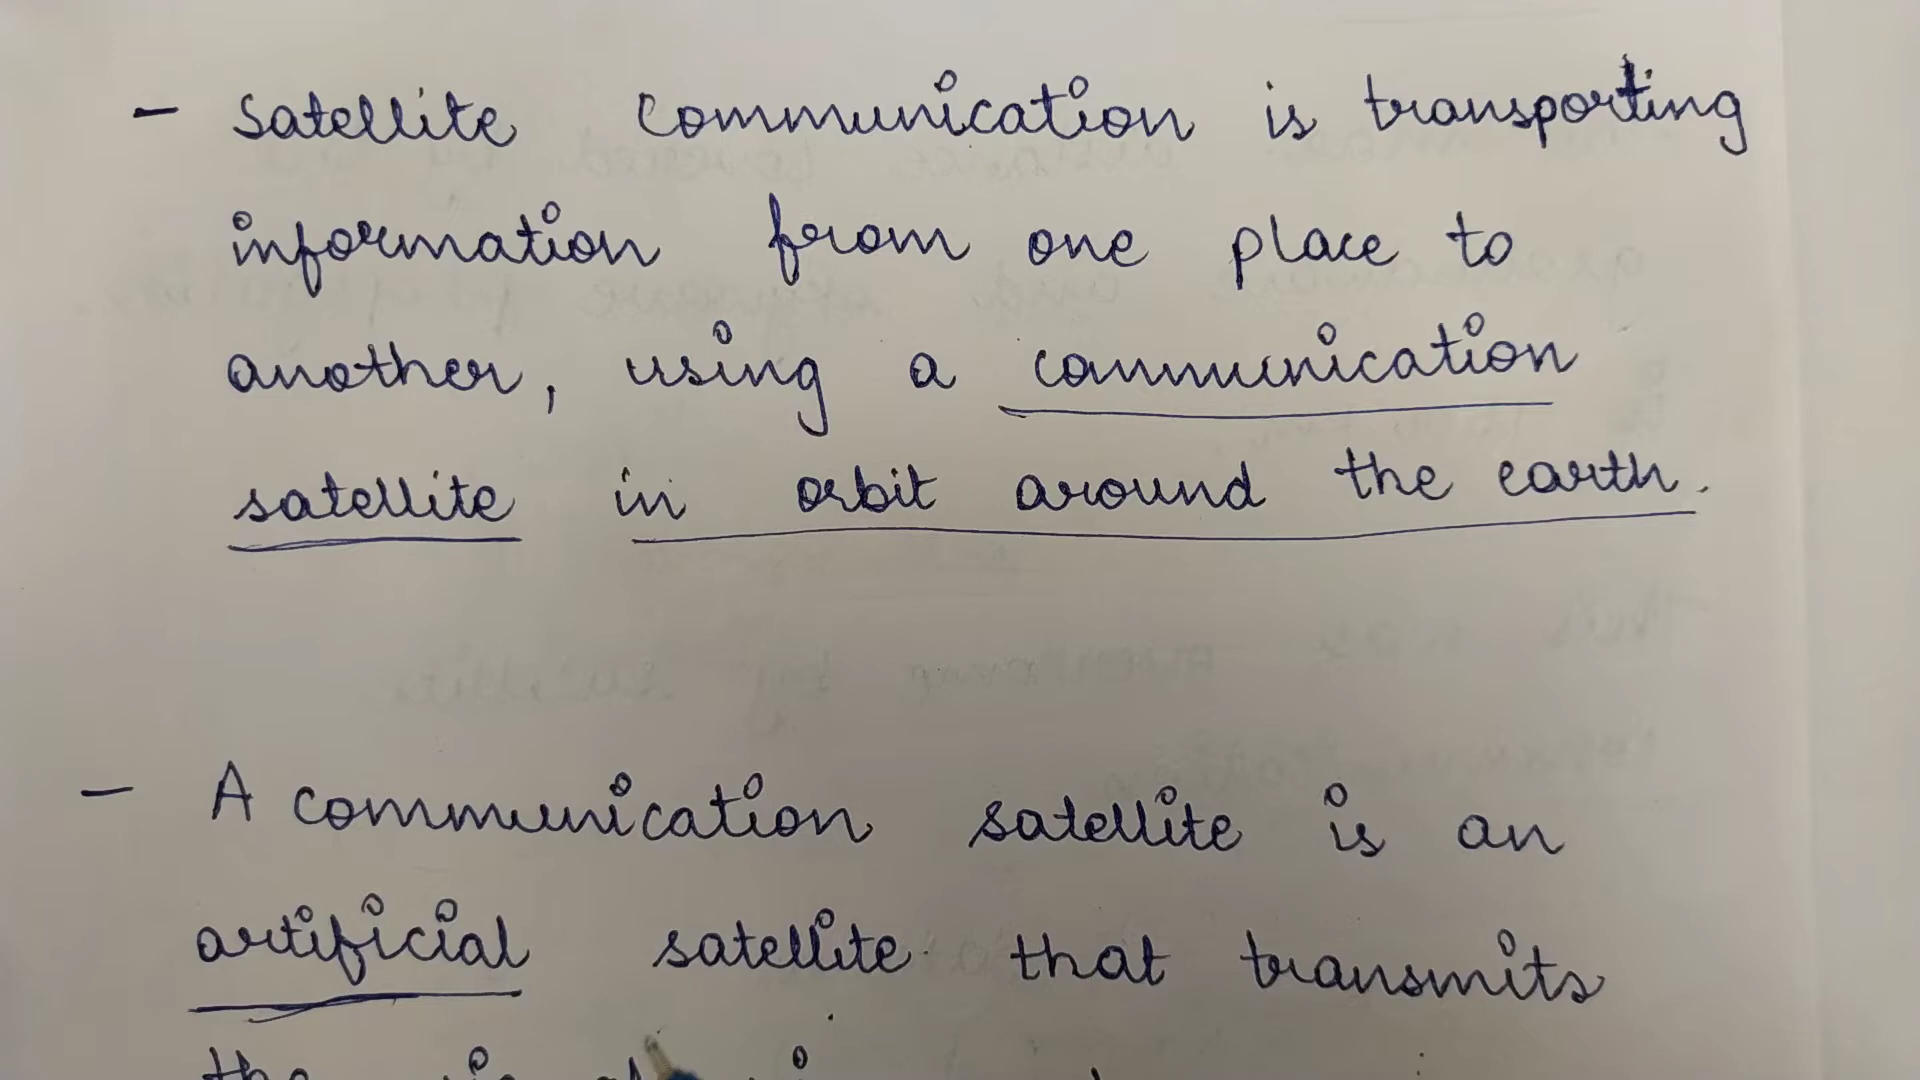 - Satellite Communication is transporting
information from one place to
another, using a communication
satellite in orbit around the earth.
- A communication satellite is an
artificial satellite that transmits
the